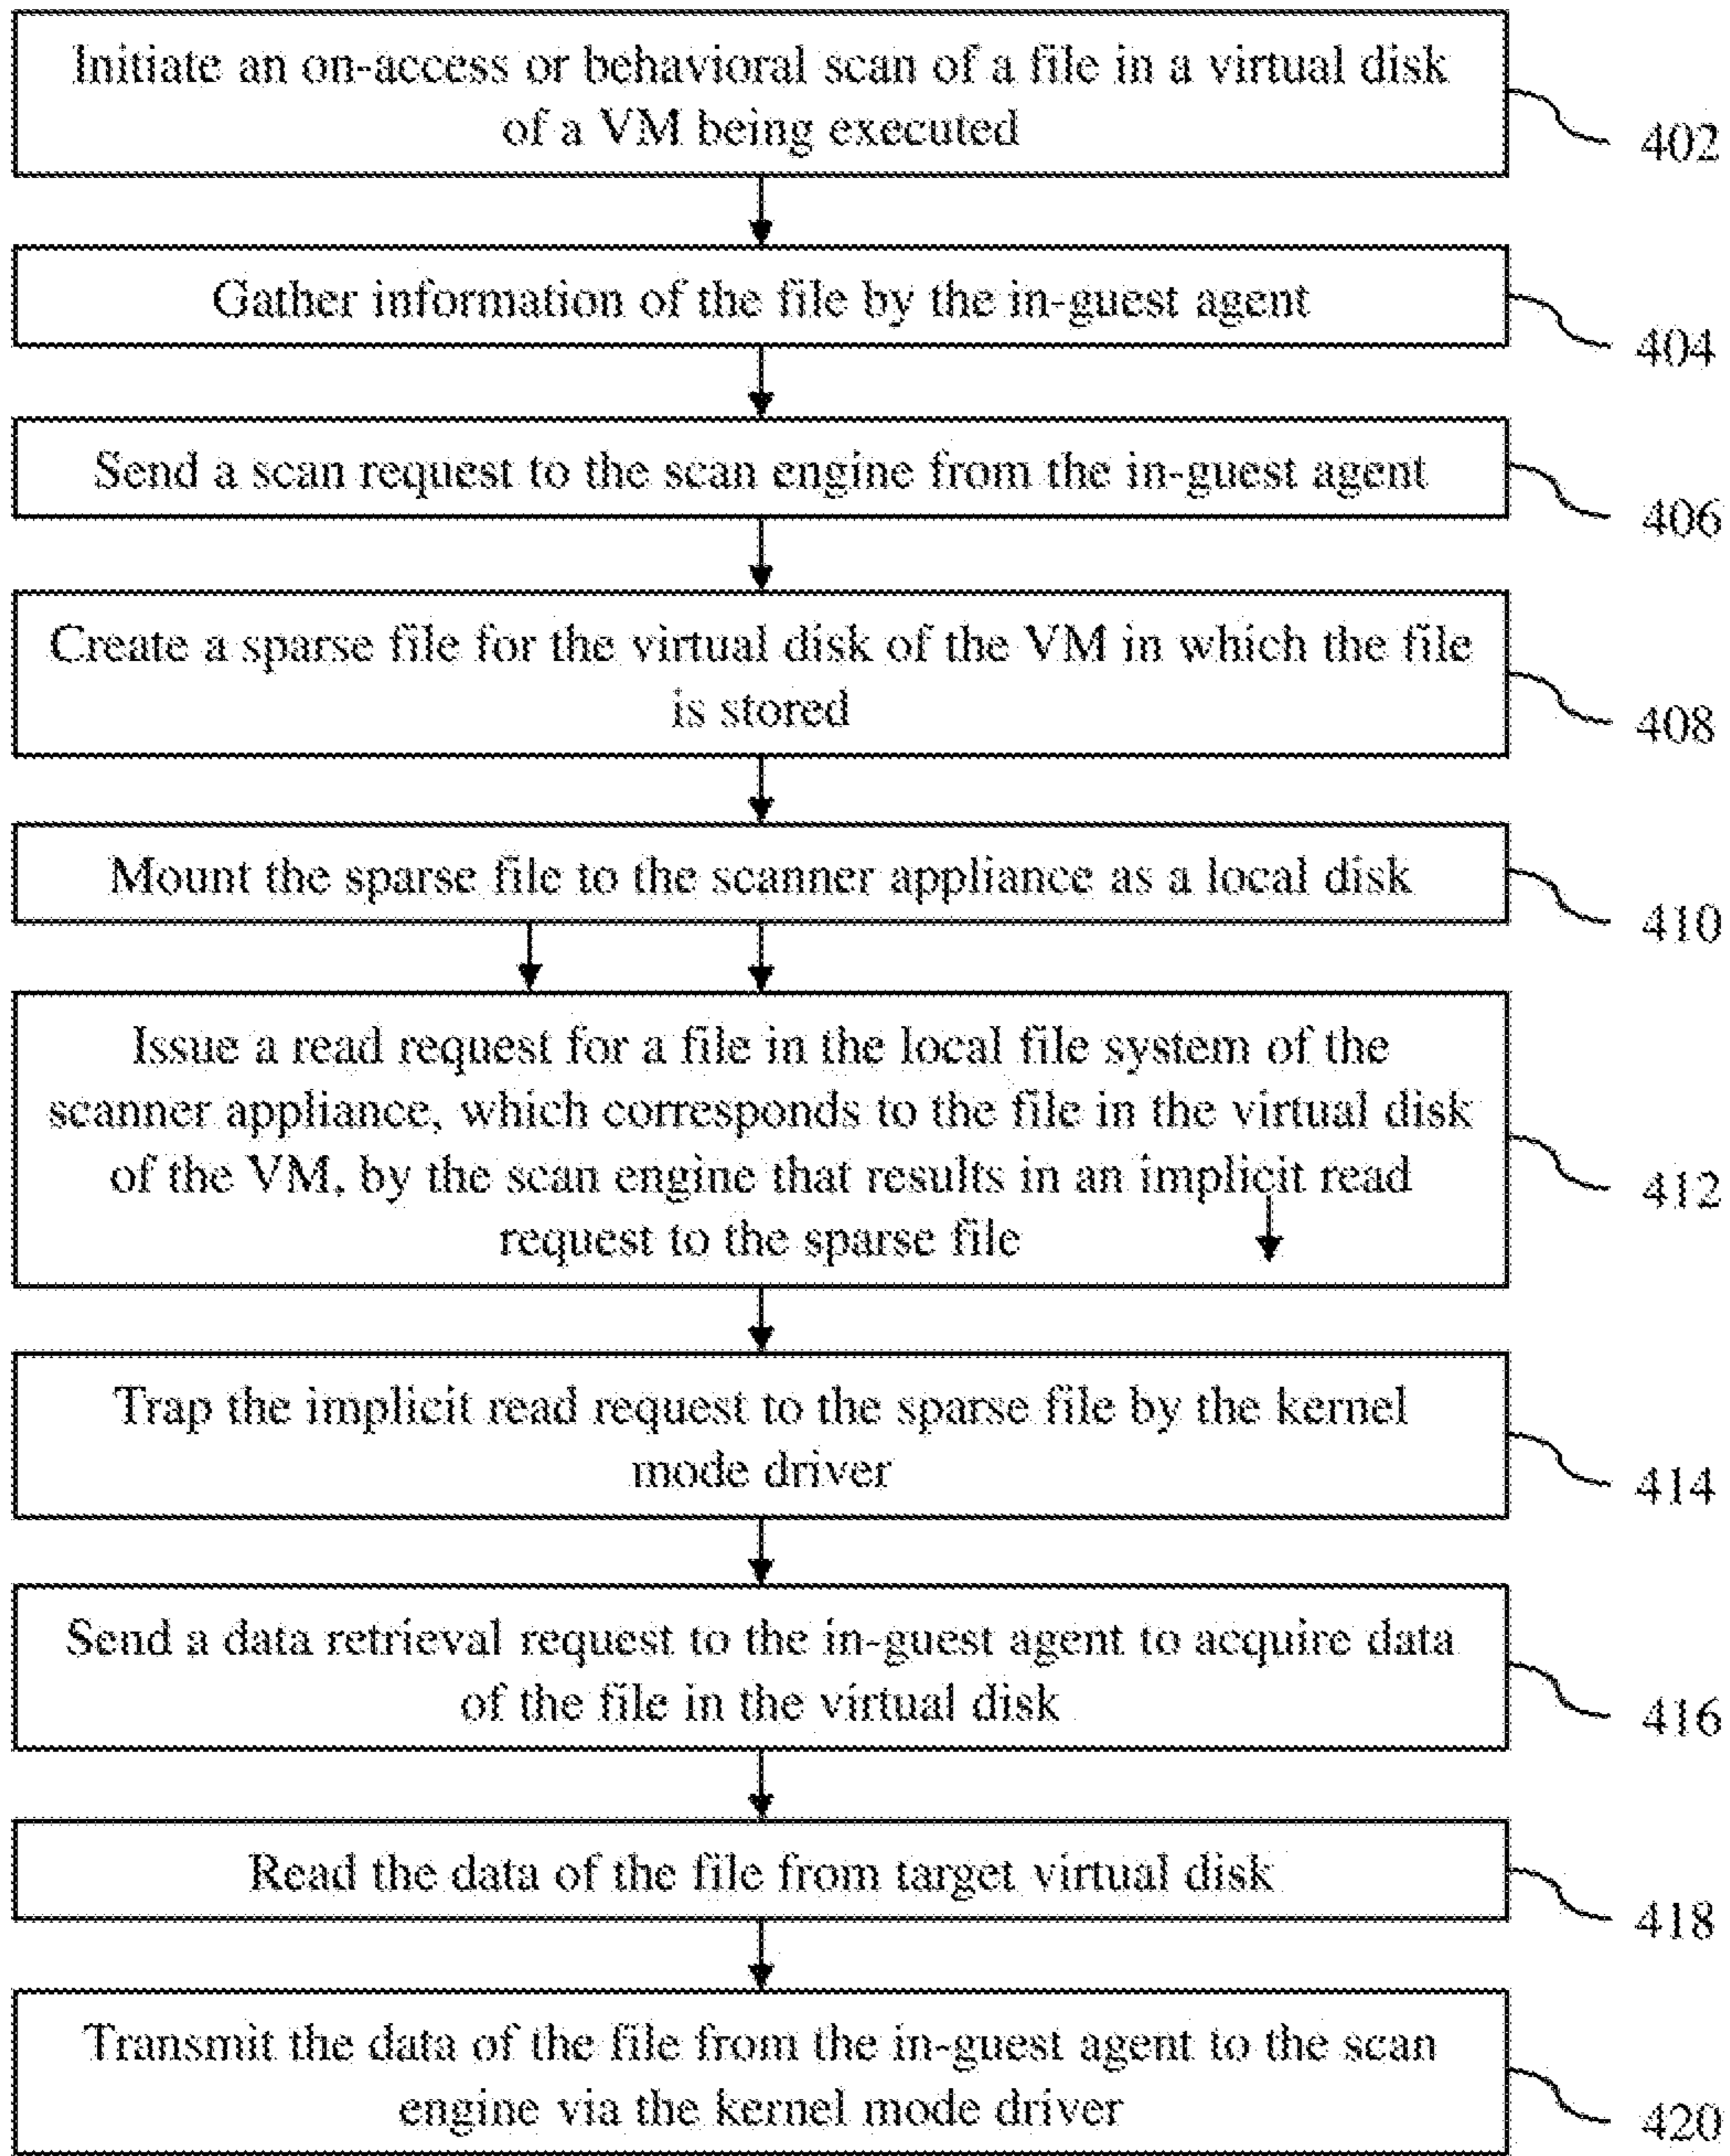 Initiate an on-access or behavioral scan of a file in a virtual disk
of a VM being executed
402
Gather information of the file by the in-guest agent
404
Send a scan request to the scan engine from the in-guest agent
406
Create a sparse file for the virtual disk of the VM in which the file
is stored
408
Mount the sparse file to the scanner appliance as a local disk
410
Issue a read request for a file in the local file system of the
scanner appliance, which corresponds to the file in the virtual disk
of the VM, by the scan engine that results in an implicit read
request to the sparse file
412
Trap the implicit read request to the sparse file by the kernel
mode driver
414
Send a data retrieval request to the in-guest agent to acquire data
of the file in the virtual disk
416
Read the data of the file from target virtual disk
418
Transmit the data of the file from the in-guest agent to the scan
engine via the kernel mode driver
420